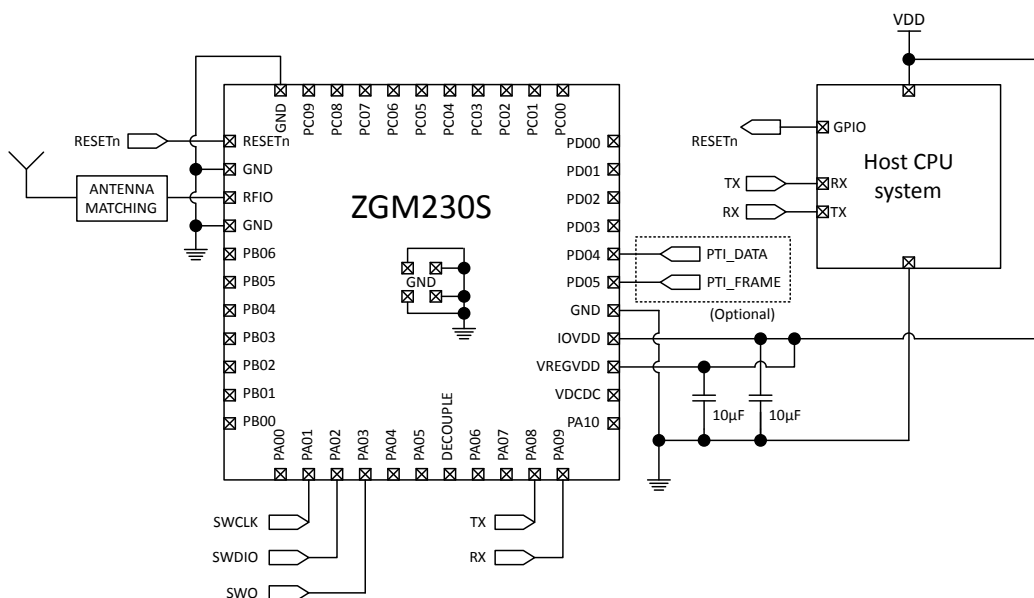 VDD
GND
PC09
PC08
PC07
PC06
PC05
PC04
PC03
PC02
PC01
PC00
RESETn
RESETn
GND
ANTENNA
MATCHING
RFIO
GND
PB06
PB05
PB04
PB03
PB02
PB01
PB00
ZGM230S
GND
PD00
PD01
PD02
PD03
PD04
PD05
GND
IOVDD
VREGVDD
VDCDC
PA10
PTI_DATA
PTI_FRAME
(Optional)
10µF
10µF
RESETn
GPIO
TX
RX
RX
TX
Host CPU
system
PA00
PA01
PA02
PA03
PA04
PA05
DECOUPLE
PA06
PA07
PA08
PA09
SWCLK
SWDIO
SWO
TX
RX